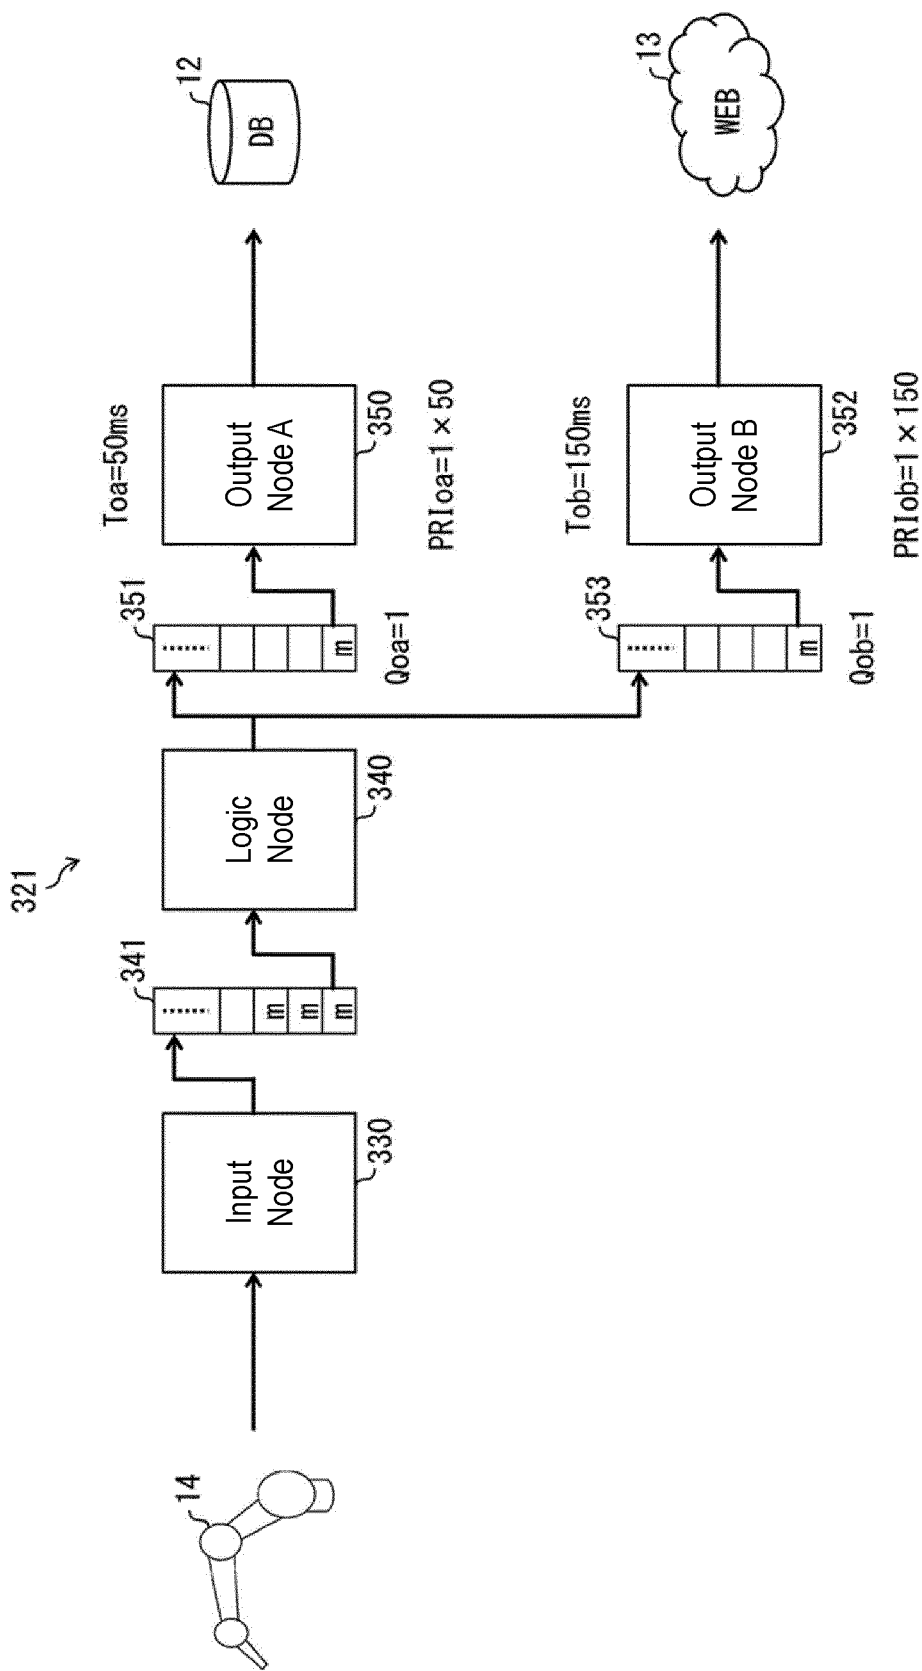 321
14
Input
Node
330
341
m
m
m
Logic
Node
340
351
m
Qoa=1
Toa=50ms
Output
Node A
350
PRIoa=1×50
12
DB
353
m
Qob=1
Tob=150ms
Output
Node B
352
PRIob=1×150
13
WEB